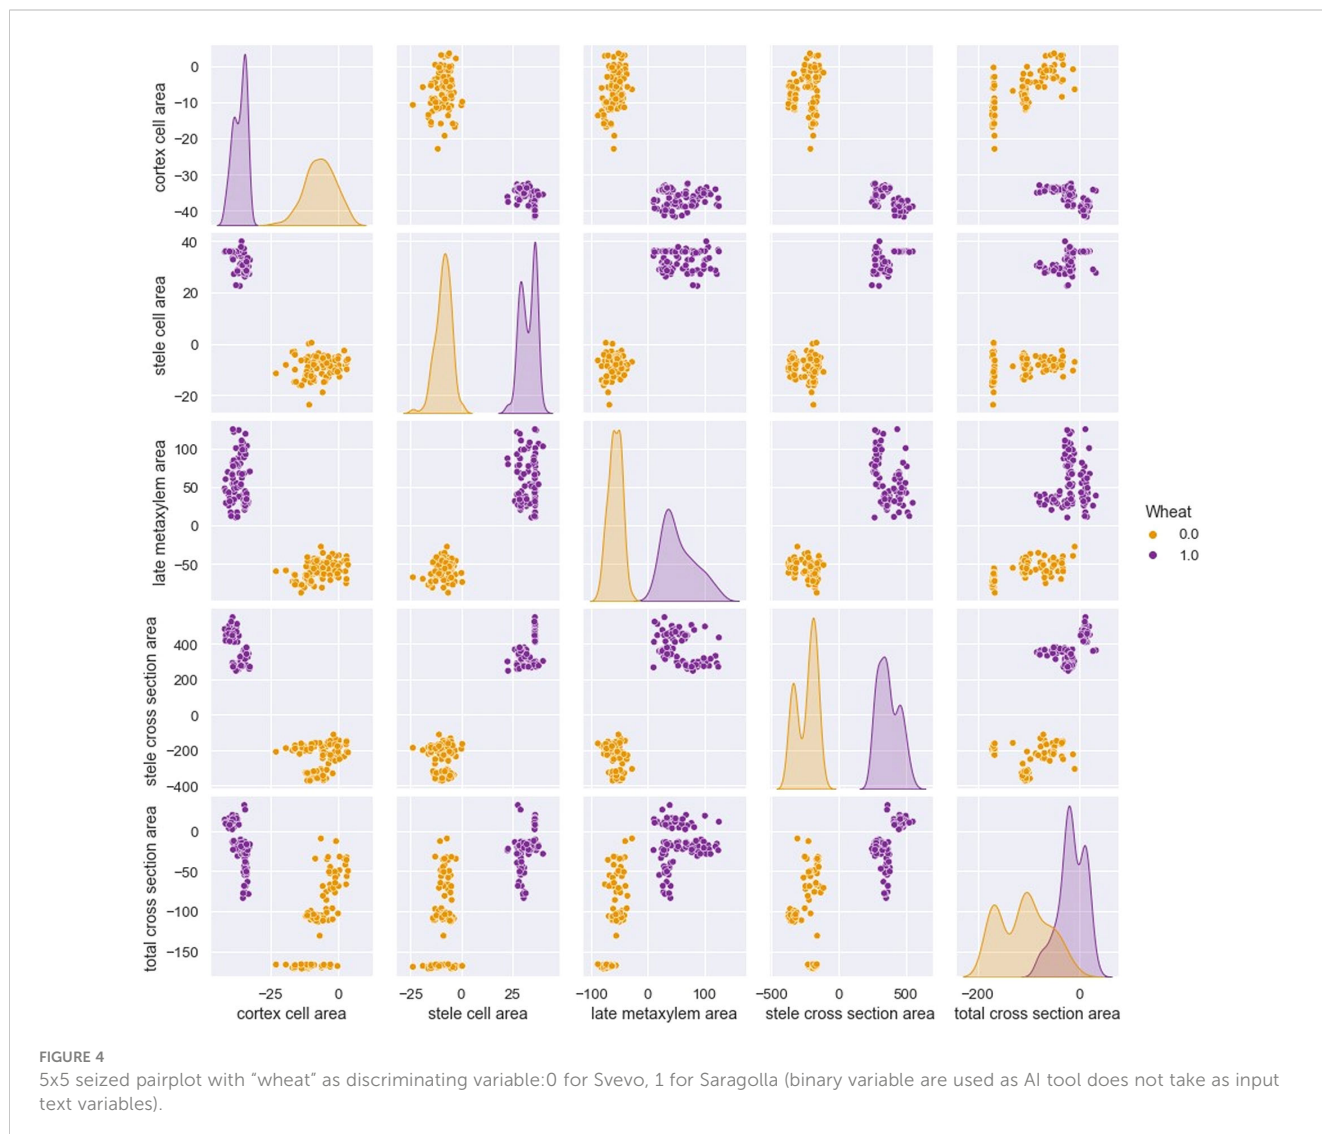 cortex cell area
0
−10
−20
−30
−40
stele cell area
40
20
0
−20
late metaxylem area
100
50
0
−50
Wheat
0.0
1.0
stele cross section area
400
200
0
−200
−400
total cross section area
0
−50
−100
−150
−25 0 −25 0 25 −100 0 100 −500 0 500 −200 0
cortex cell area stele cell area late metaxylem area stele cross section area total cross section area
FIGURE 4
5x5 seized pairplot with “wheat” as discriminating variable:0 for Svevo, 1 for Saragolla (binary variable are used as AI tool does not take as input
text variables).